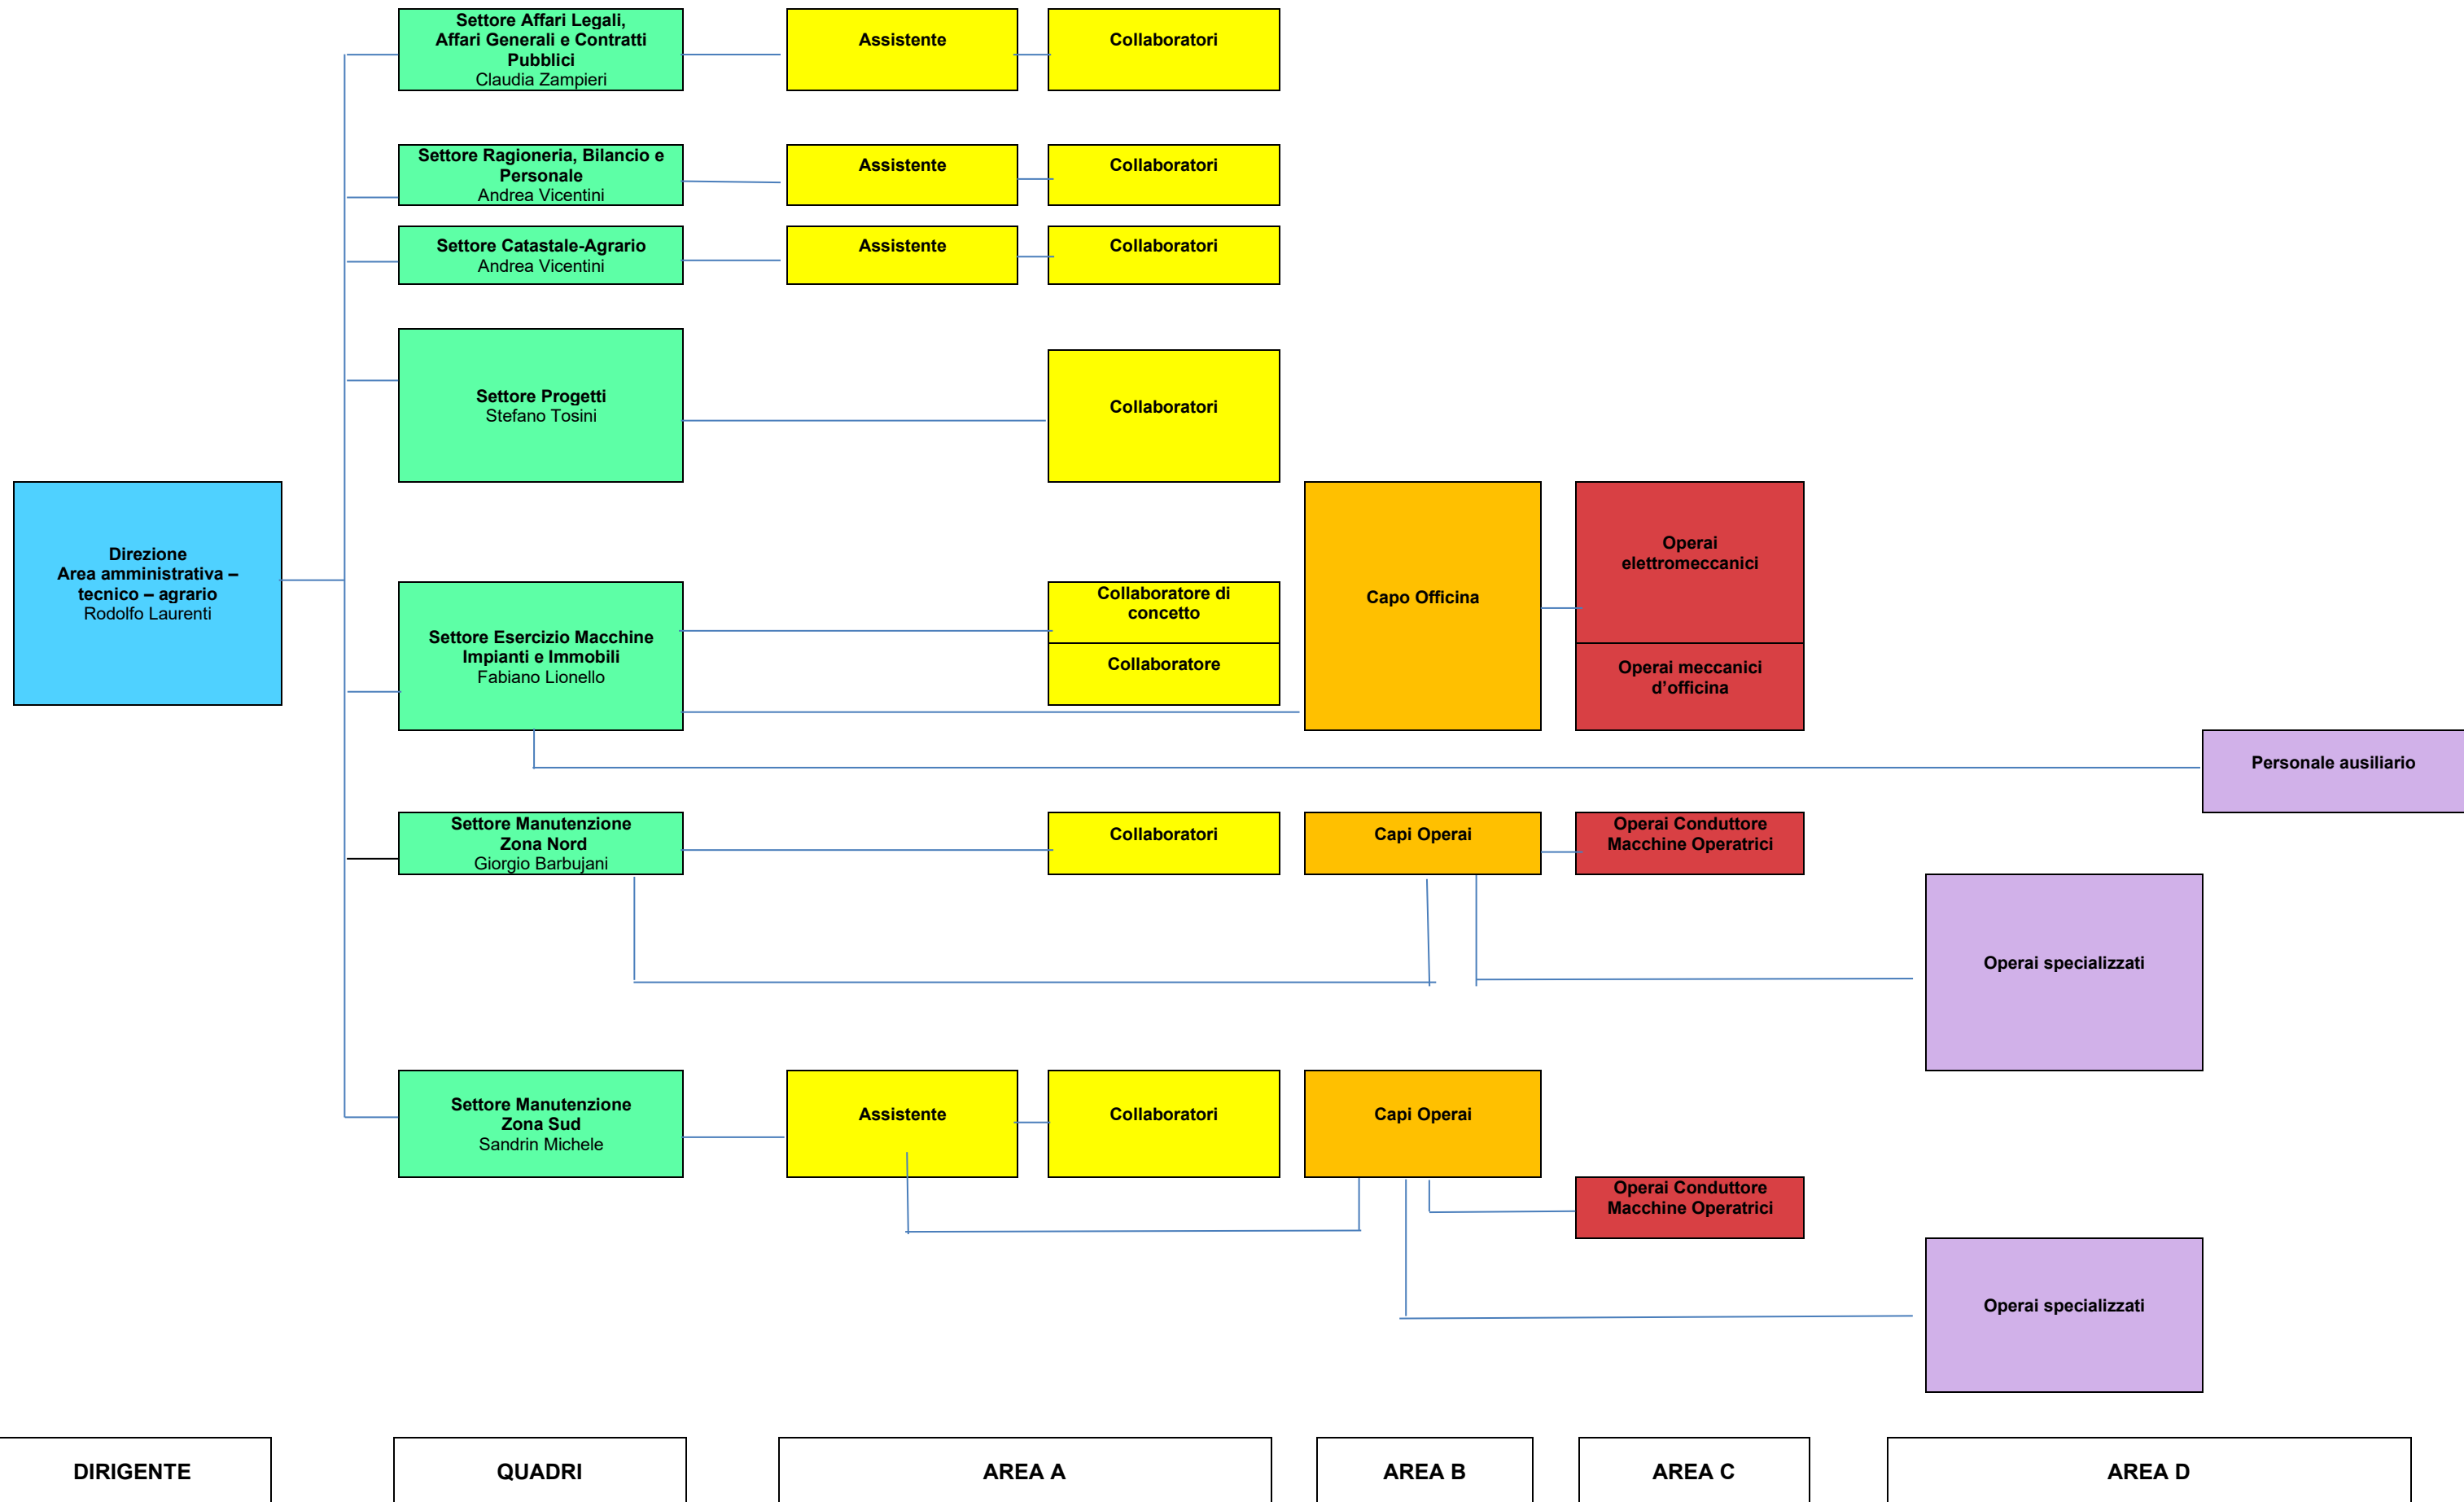 Settore Affari Legali,
Affari Generali e Contratti
Pubblici
Claudia Zampieri
Assistente
Collaboratori
Settore Ragioneria, Bilancio e
Personale
Andrea Vicentini
Assistente
Collaboratori
Settore Catastale-Agrario
Andrea Vicentini
Assistente
Collaboratori
Settore Progetti
Stefano Tosini
Collaboratori
Direzione
Area amministrativa –
tecnico – agrario
Rodolfo Laurenti
Settore Esercizio Macchine
Impianti e Immobili
Fabiano Lionello
Collaboratore di
concetto
Collaboratore
Capo Officina
Operai
elettromeccanici
Operai meccanici
d’officina
Personale ausiliario
Settore Manutenzione
Zona Nord
Giorgio Barbujani
Collaboratori
Capi Operai
Operai Conduttore
Macchine Operatrici
Operai specializzati
Settore Manutenzione
Zona Sud
Sandrin Michele
Assistente
Collaboratori
Capi Operai
Operai Conduttore
Macchine Operatrici
Operai specializzati
DIRIGENTE
QUADRI
AREA A
AREA B
AREA C
AREA D